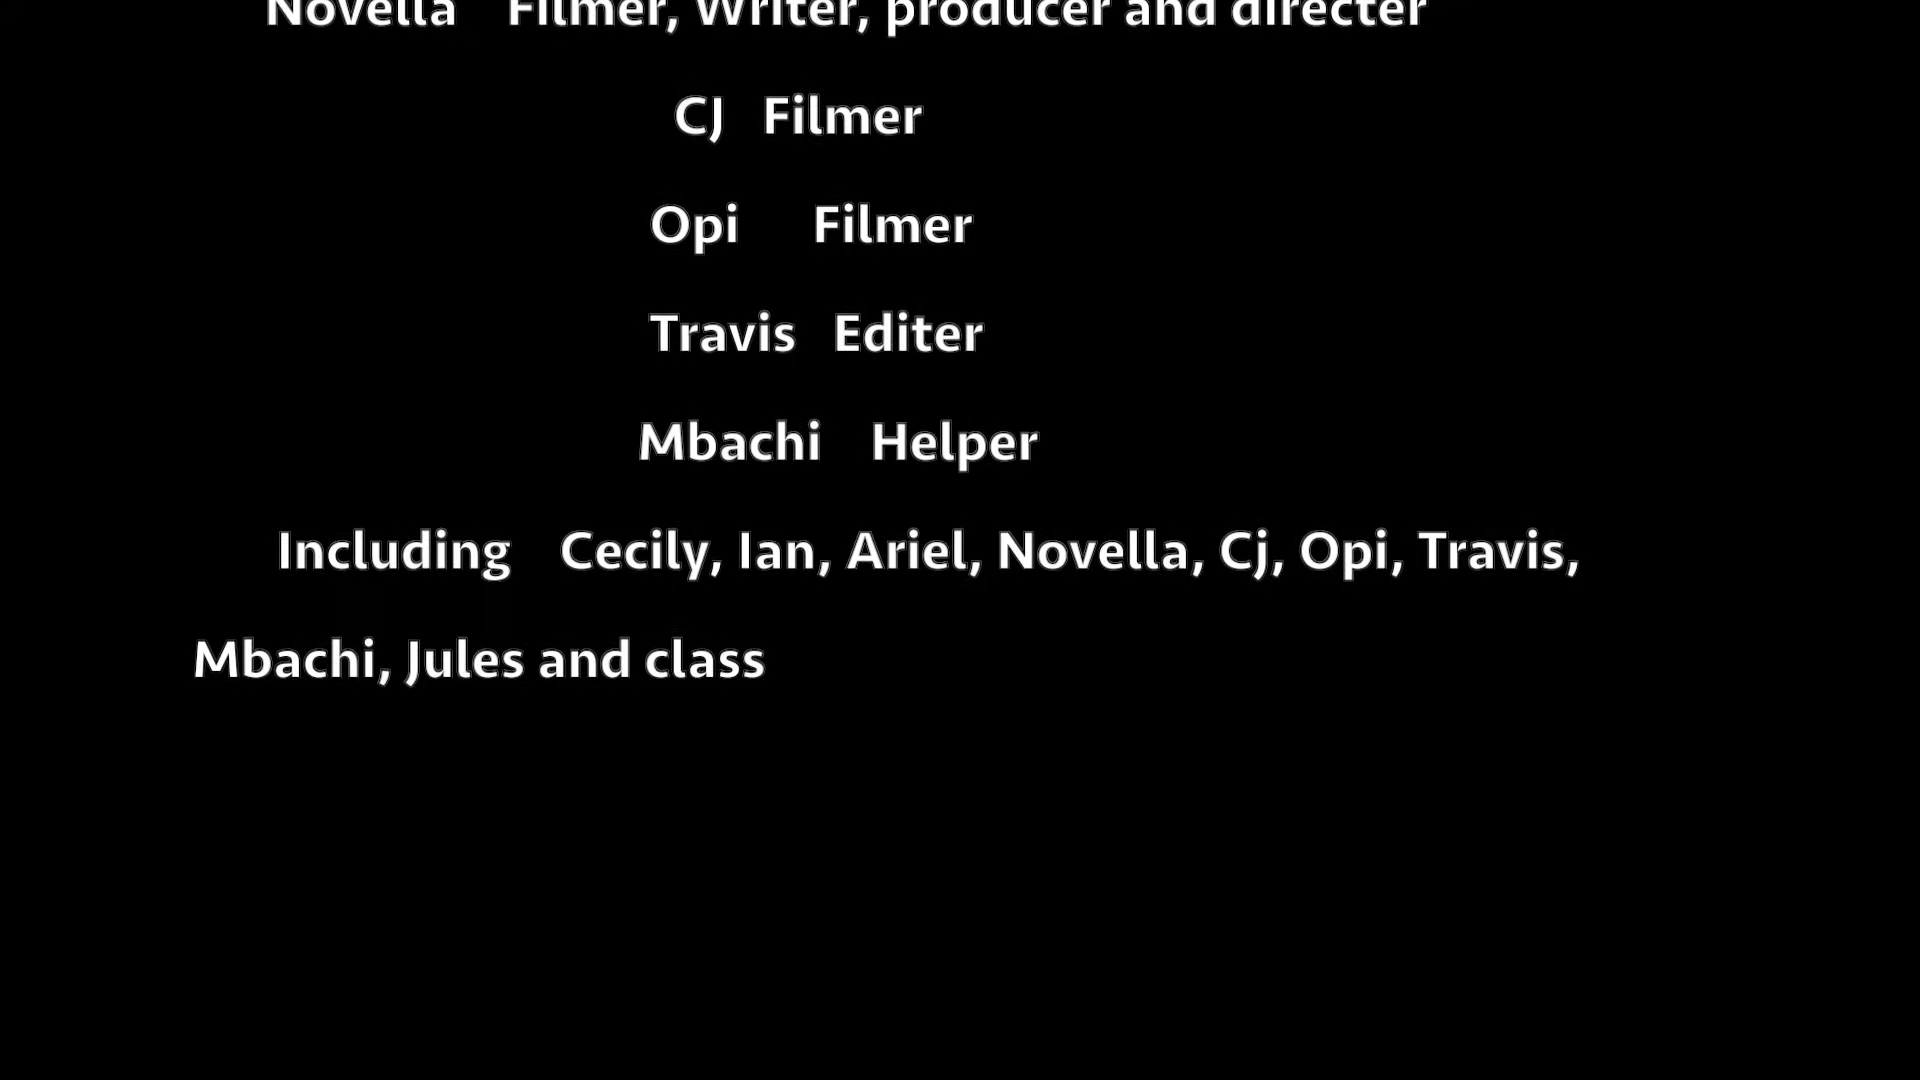 Novella Filmer, Writer, producer and directer
CJ Filmer
Opi Filmer
Travis Editer
Mbachi Helper
Including Cecily, Ian, Ariel, Novella, Cj, Opi, Travis,
Mbachi, Jules and class